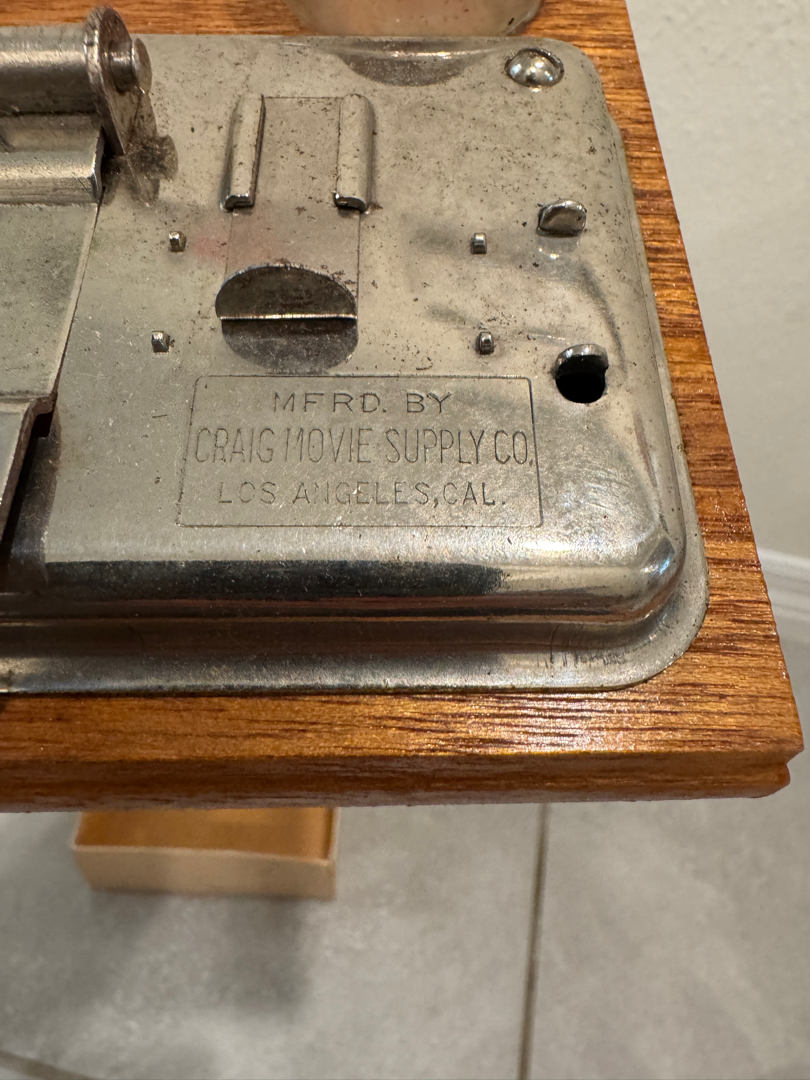 MFRD. BY
CRAIG MOVIE SUPPLY CO.
LOS ANGELES, CAL.